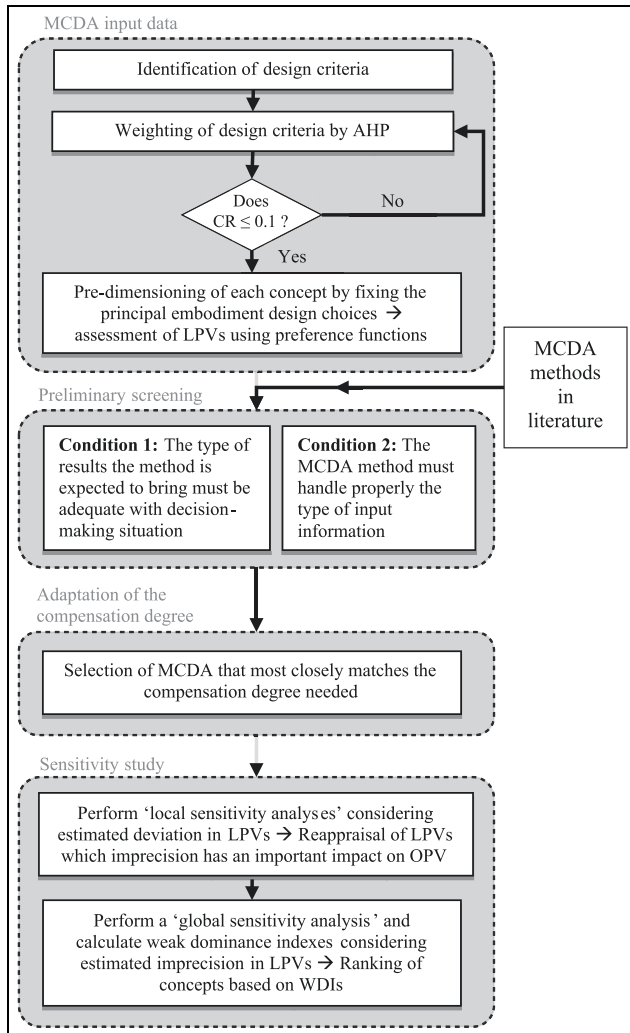 MCDA input data
Identification of design criteria
Weighting of design criteria by AHP
Does
CR ≤ 0.1 ?
No
Yes
Pre-dimensioning of each concept by fixing the
principal embodiment design choices →
assessment of LPVs using preference functions
MCDA
methods
in
literature
Preliminary screening
Condition 1: The type of
results the method is
expected to bring must be
adequate with decision-
making situation
Condition 2: The
MCDA method must
handle properly the
type of input
information
Adaptation of the
compensation degree
Selection of MCDA that most closely matches the
compensation degree needed
Sensitivity study
Perform ‘local sensitivity analyses’ considering
estimated deviation in LPVs → Reappraisal of LPVs
which imprecision has an important impact on OPV
Perform a ‘global sensitivity analysis’ and
calculate weak dominance indexes considering
estimated imprecision in LPVs → Ranking of
concepts based on WDIs